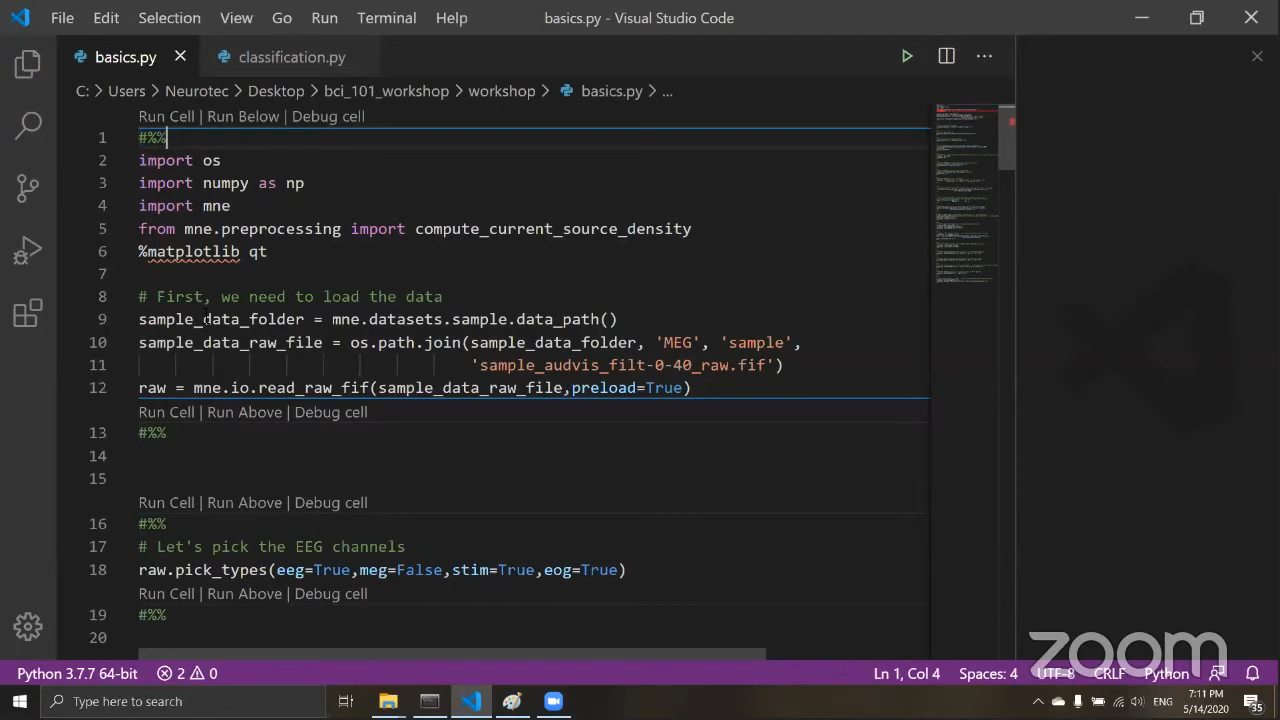 File Edit Selection View Go Run Terminal Help basics.py - Visual Studio Code
basics.py classification.py
C: > Users > Neurotec > Desktop > bci_101_workshop > workshop > basics.py > ...
Run Cell | Run Below | Debug cell
1 #%%
2 import os
3 import numpy as np
4 import mne
5 from mne.preprocessing import compute_current_source_density
6 %matplotlib
7
8 # First, we need to load the data
9 sample_data_folder = mne.datasets.sample.data_path()
10 sample_data_raw_file = os.path.join(sample_data_folder, 'MEG', 'sample',
11 'sample_audvis_filt-0-40_raw.fif')
12 raw = mne.io.read_raw_fif(sample_data_raw_file,preload=True)
Run Cell | Run Above | Debug cell
13 #%%
14
15
Run Cell | Run Above | Debug cell
16 #%%
17 # Let's pick the EEG channels
18 raw.pick_types(eeg=True,meg=False,stim=True,eog=True)
Run Cell | Run Above | Debug cell
19 #%%
20
zoom
Python 3.7.7 64-bit 2 0 Ln 1, Col 4 Spaces: 4 UTF-8 CRLF Python
Type here to search ENG 7:11 PM
5/14/2020 35